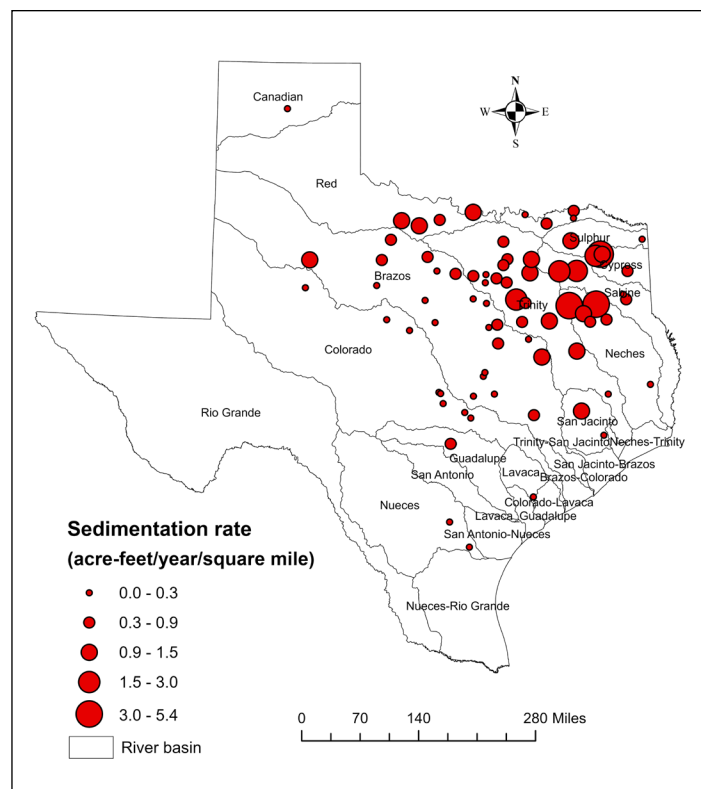 N
W E
S
Canadian
Red
Sulphur
Cypress
Brazos
Sabine
Trinity
Colorado
Neches
Rio Grande
San Jacinto
Trinity-San Jacinto
Neches-Trinity
Guadalupe
San Antonio
Lavaca
San Jacinto-Brazos
Brazos-Colorado
Nueces
Colorado-Lavaca
Lavaca_Guadalupe
San Antonio-Nueces
Nueces-Rio Grande
Sedimentation rate
(acre-feet/year/square mile)
0.0 - 0.3
0.3 - 0.9
0.9 - 1.5
1.5 - 3.0
3.0 - 5.4
River basin
0 70 140 280 Miles